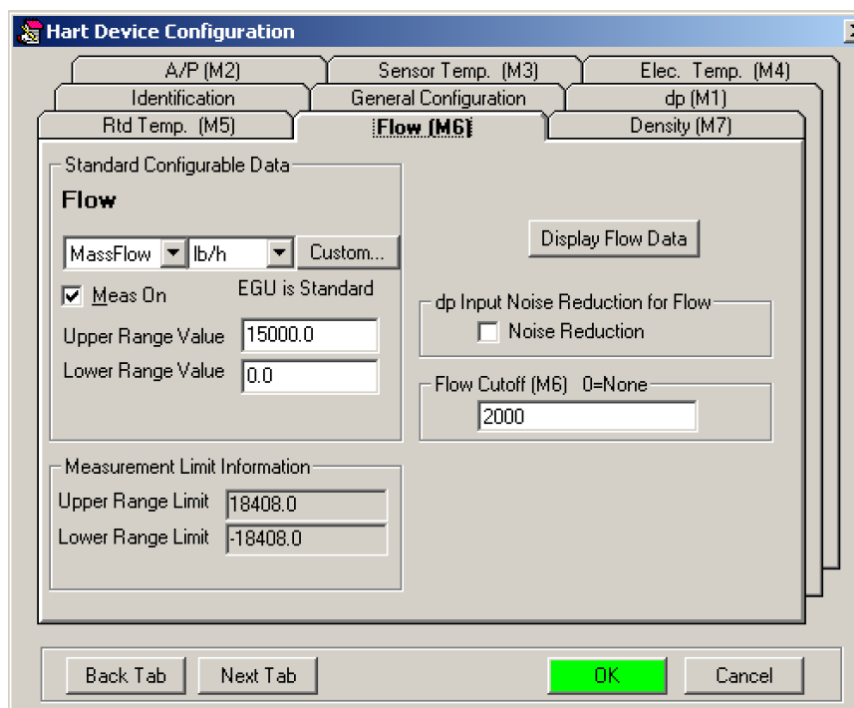 Hart Device Configuration
A/P (M2)
Sensor Temp. (M3)
Elec. Temp. (M4)
Identification
General Configuration
dp (M1)
Rtd Temp. (M5)
Flow (M6)
Density (M7)
Standard Configurable Data
Flow
MassFlow
lb/h
Custom...
Meas On
EGU is Standard
Upper Range Value
15000.0
Lower Range Value
0.0
Display Flow Data
dp Input Noise Reduction for Flow
Noise Reduction
Flow Cutoff (M6) 0=None
2000
Measurement Limit Information
Upper Range Limit
18408.0
Lower Range Limit
-18408.0
Back Tab
Next Tab
OK
Cancel